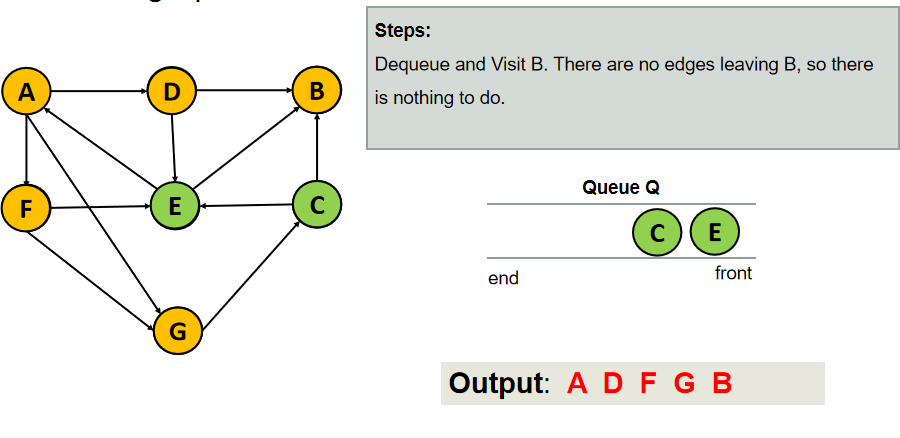 Steps:
Dequeue and Visit B. There are no edges leaving B, so there
is nothing to do.
A
D
B
F
E
C
G
Queue Q
C E
end
front
Output: A D F G B